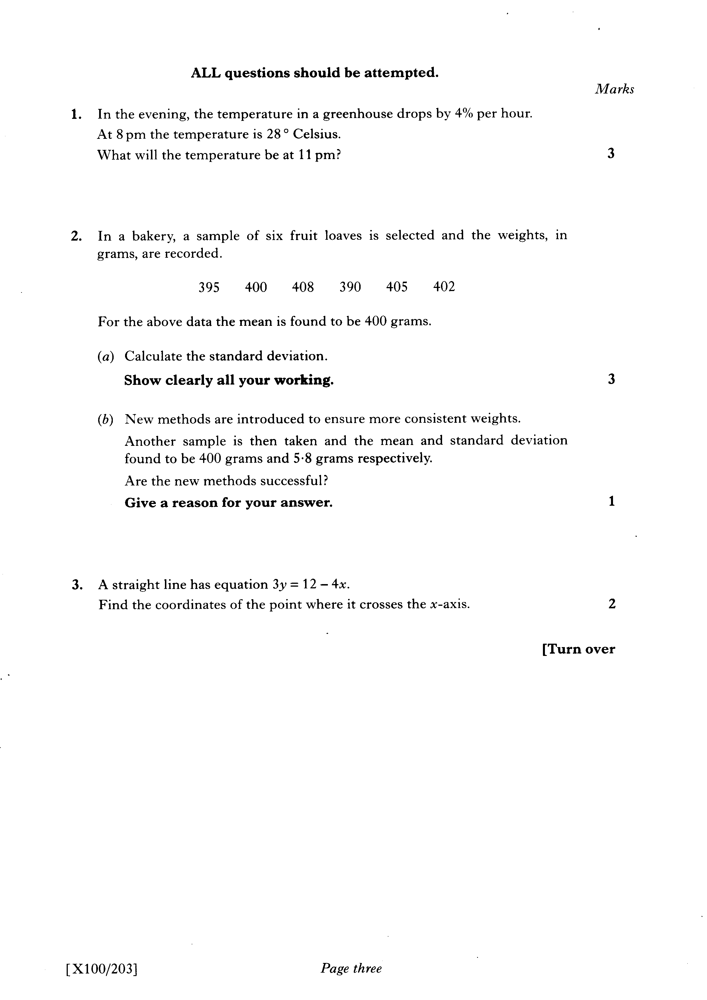 ALL questions should be attempted.
Marks
1. In the evening, the temperature in a greenhouse drops by 4% per hour.
At 8 pm the temperature is 28° Celsius.
What will the temperature be at 11 pm? 3
2. In a bakery, a sample of six fruit loaves is selected and the weights, in
grams, are recorded.
395 400 408 390 405 402
For the above data the mean is found to be 400 grams.
(a) Calculate the standard deviation.
Show clearly all your working. 3
(b) New methods are introduced to ensure more consistent weights.
Another sample is then taken and the mean and standard deviation
found to be 400 grams and 5·8 grams respectively.
Are the new methods successful?
Give a reason for your answer. 1
3. A straight line has equation 3y = 12 – 4x.
Find the coordinates of the point where it crosses the x-axis. 2
[Turn over
[X100/203] Page three